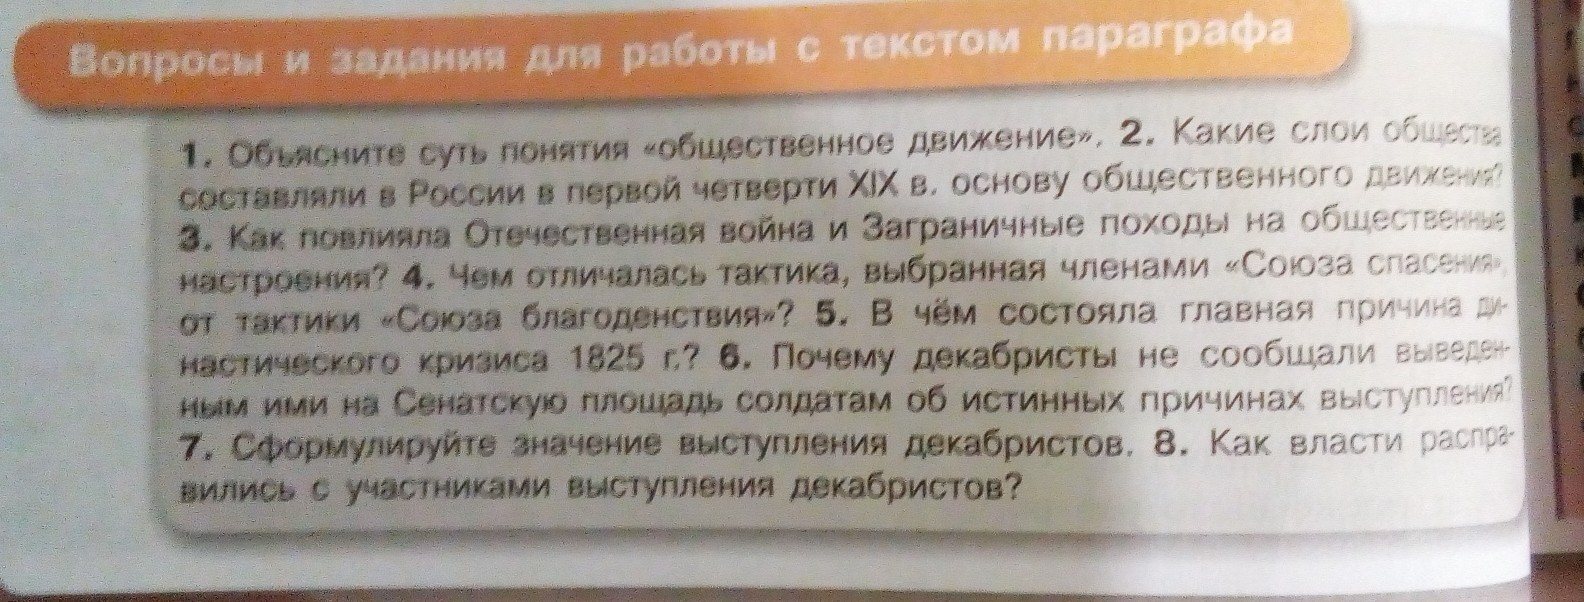 Вопросы и задания для работы с текстом параграфа
1. Объясните суть понятия «общественное движение». 2. Какие слои общества
составляли в России в первой четверти XIX в. основу общественного движения?
3. Как повлияла Отечественная война и Заграничные походы на общественные
настроения? 4. Чем отличалась тактика, выбранная членами «Союза спасения»,
от тактики «Союза благоденствия»? 5. В чём состояла главная причина ди-
настического кризиса 1825 г.? 6. Почему декабристы не сообщали выведен-
ным ими на Сенатскую площадь солдатам об истинных причинах выступления?
7. Сформулируйте значение выступления декабристов. 8. Как власти распра-
вились с участниками выступления декабристов?